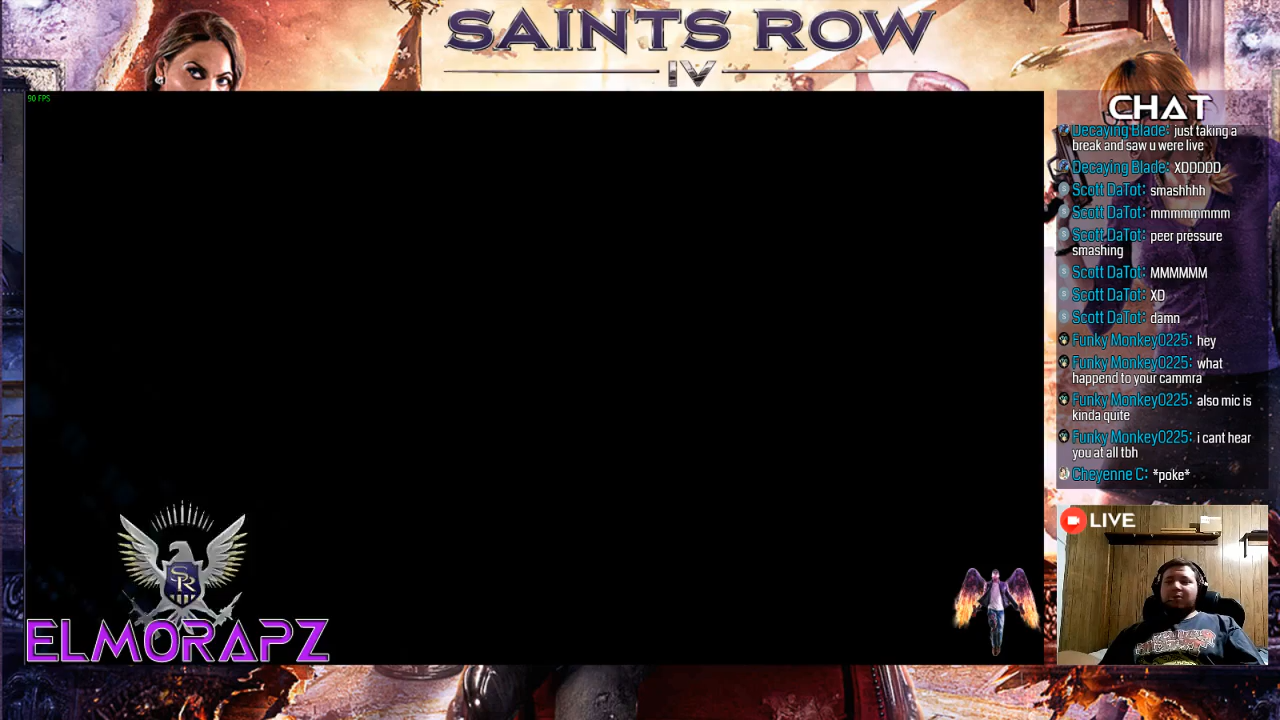 SAINTS ROW
IV
90 FPS
CHAT
Decaying Blade: just taking a
break and saw u were live
Decaying Blade: XDDDDD
Scott DaTot: smashhhh
Scott DaTot: mmmmmmmm
Scott DaTot: peer pressure
smashing
Scott DaTot: MMMMMM
Scott DaTot: XD
Scott DaTot: damn
Funky Monkey0225: hey
Funky Monkey0225: what
happend to your cammra
Funky Monkey0225: also mic is
kinda quite
Funky Monkey0225: i cant hear
you at all tbh
Cheyenne C: *poke*
LIVE
SR
ELMORAPZ